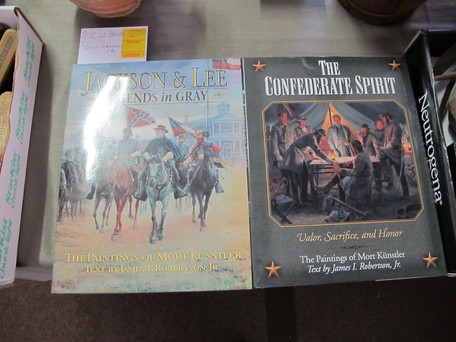 JACKSON & LEE
LEGENDS in GRAY
THE PAINTINGS OF MORT KÜNSTLER
TEXT BY JAMES I. ROBERTSON, JR.
THE
CONFEDERATE SPIRIT
Valor, Sacrifice, and Honor
The Paintings of Mort Künstler
Text by James I. Robertson, Jr.
Neutrogena